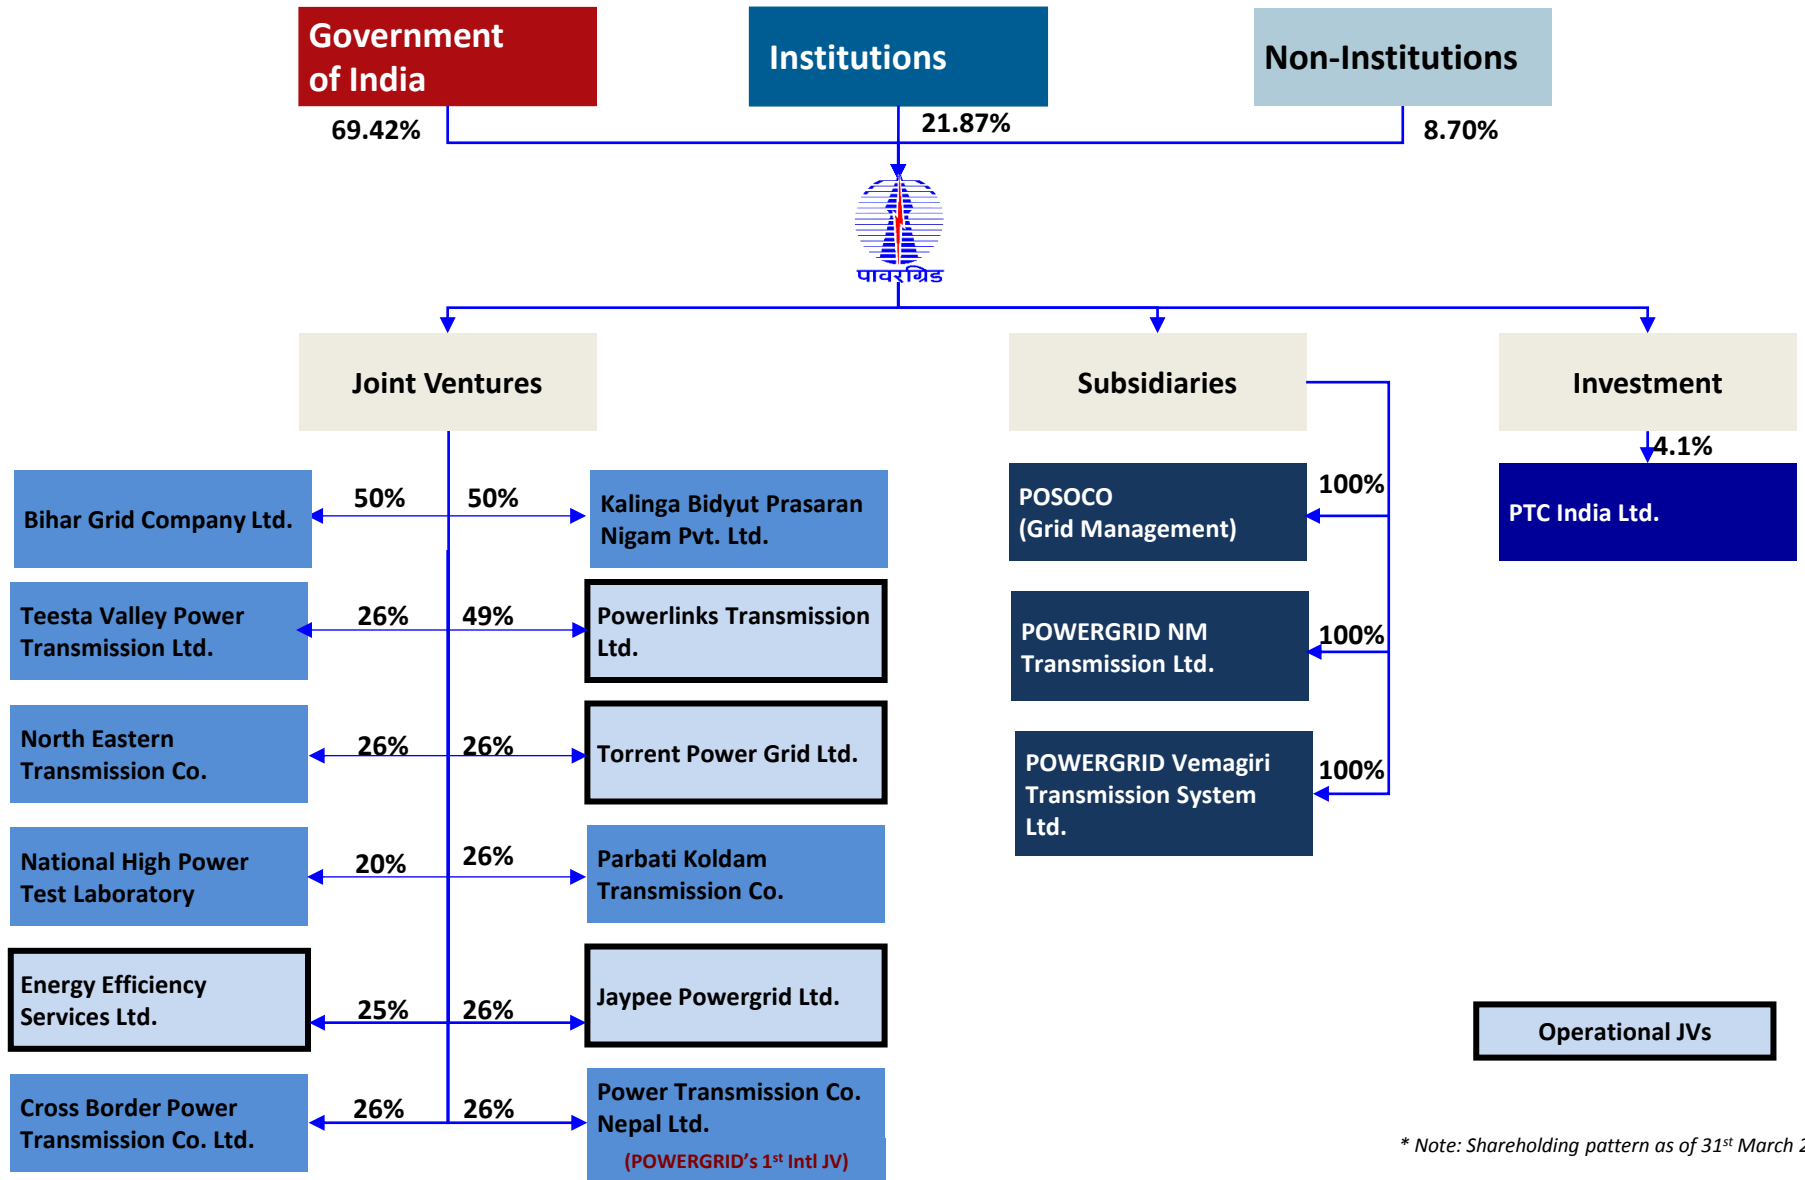 Government
of India
Institutions
Non-Institutions
69.42%
21.87%
8.70%
पावरग्रिड
Joint Ventures
Subsidiaries
Investment
4.1%
Bihar Grid Company Ltd.
50%
50%
Kalinga Bidyut Prasaran
Nigam Pvt. Ltd.
POSOCO
(Grid Management)
100%
PTC India Ltd.
Teesta Valley Power
Transmission Ltd.
26%
49%
Powerlinks Transmission
Ltd.
POWERGRID NM
Transmission Ltd.
100%
North Eastern
Transmission Co.
26%
26%
Torrent Power Grid Ltd.
POWERGRID Vemagiri
Transmission System
Ltd.
100%
National High Power
Test Laboratory
20%
26%
Parbati Koldam
Transmission Co.
Energy Efficiency
Services Ltd.
25%
26%
Jaypee Powergrid Ltd.
Operational JVs
Cross Border Power
Transmission Co. Ltd.
26%
26%
Power Transmission Co.
Nepal Ltd.
(POWERGRID's 1st Intl JV)
* Note: Shareholding pattern as of 31st March